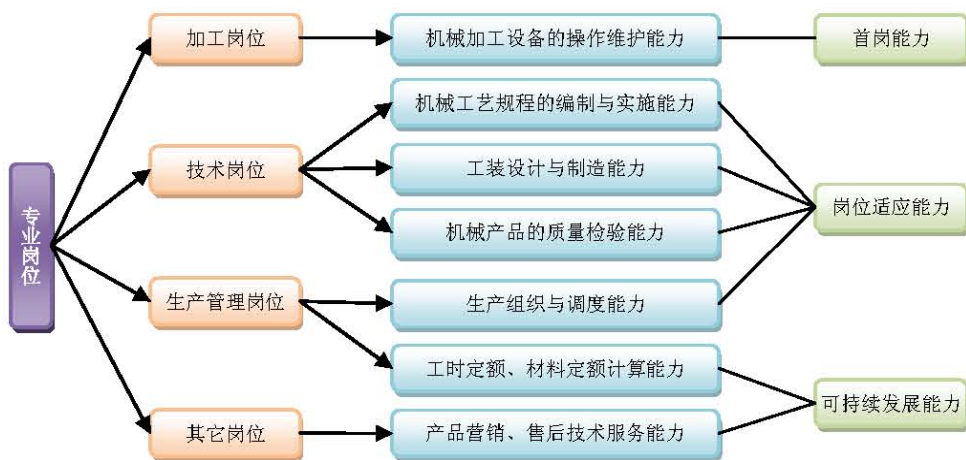 专业岗位
加工岗位
机械加工设备的操作维护能力
首岗能力
技术岗位
机械工艺规程的编制与实施能力
工装设计与制造能力
机械产品的质量检验能力
岗位适应能力
生产管理岗位
生产组织与调度能力
工时定额、材料定额计算能力
其它岗位
产品营销、售后技术服务能力
可持续发展能力